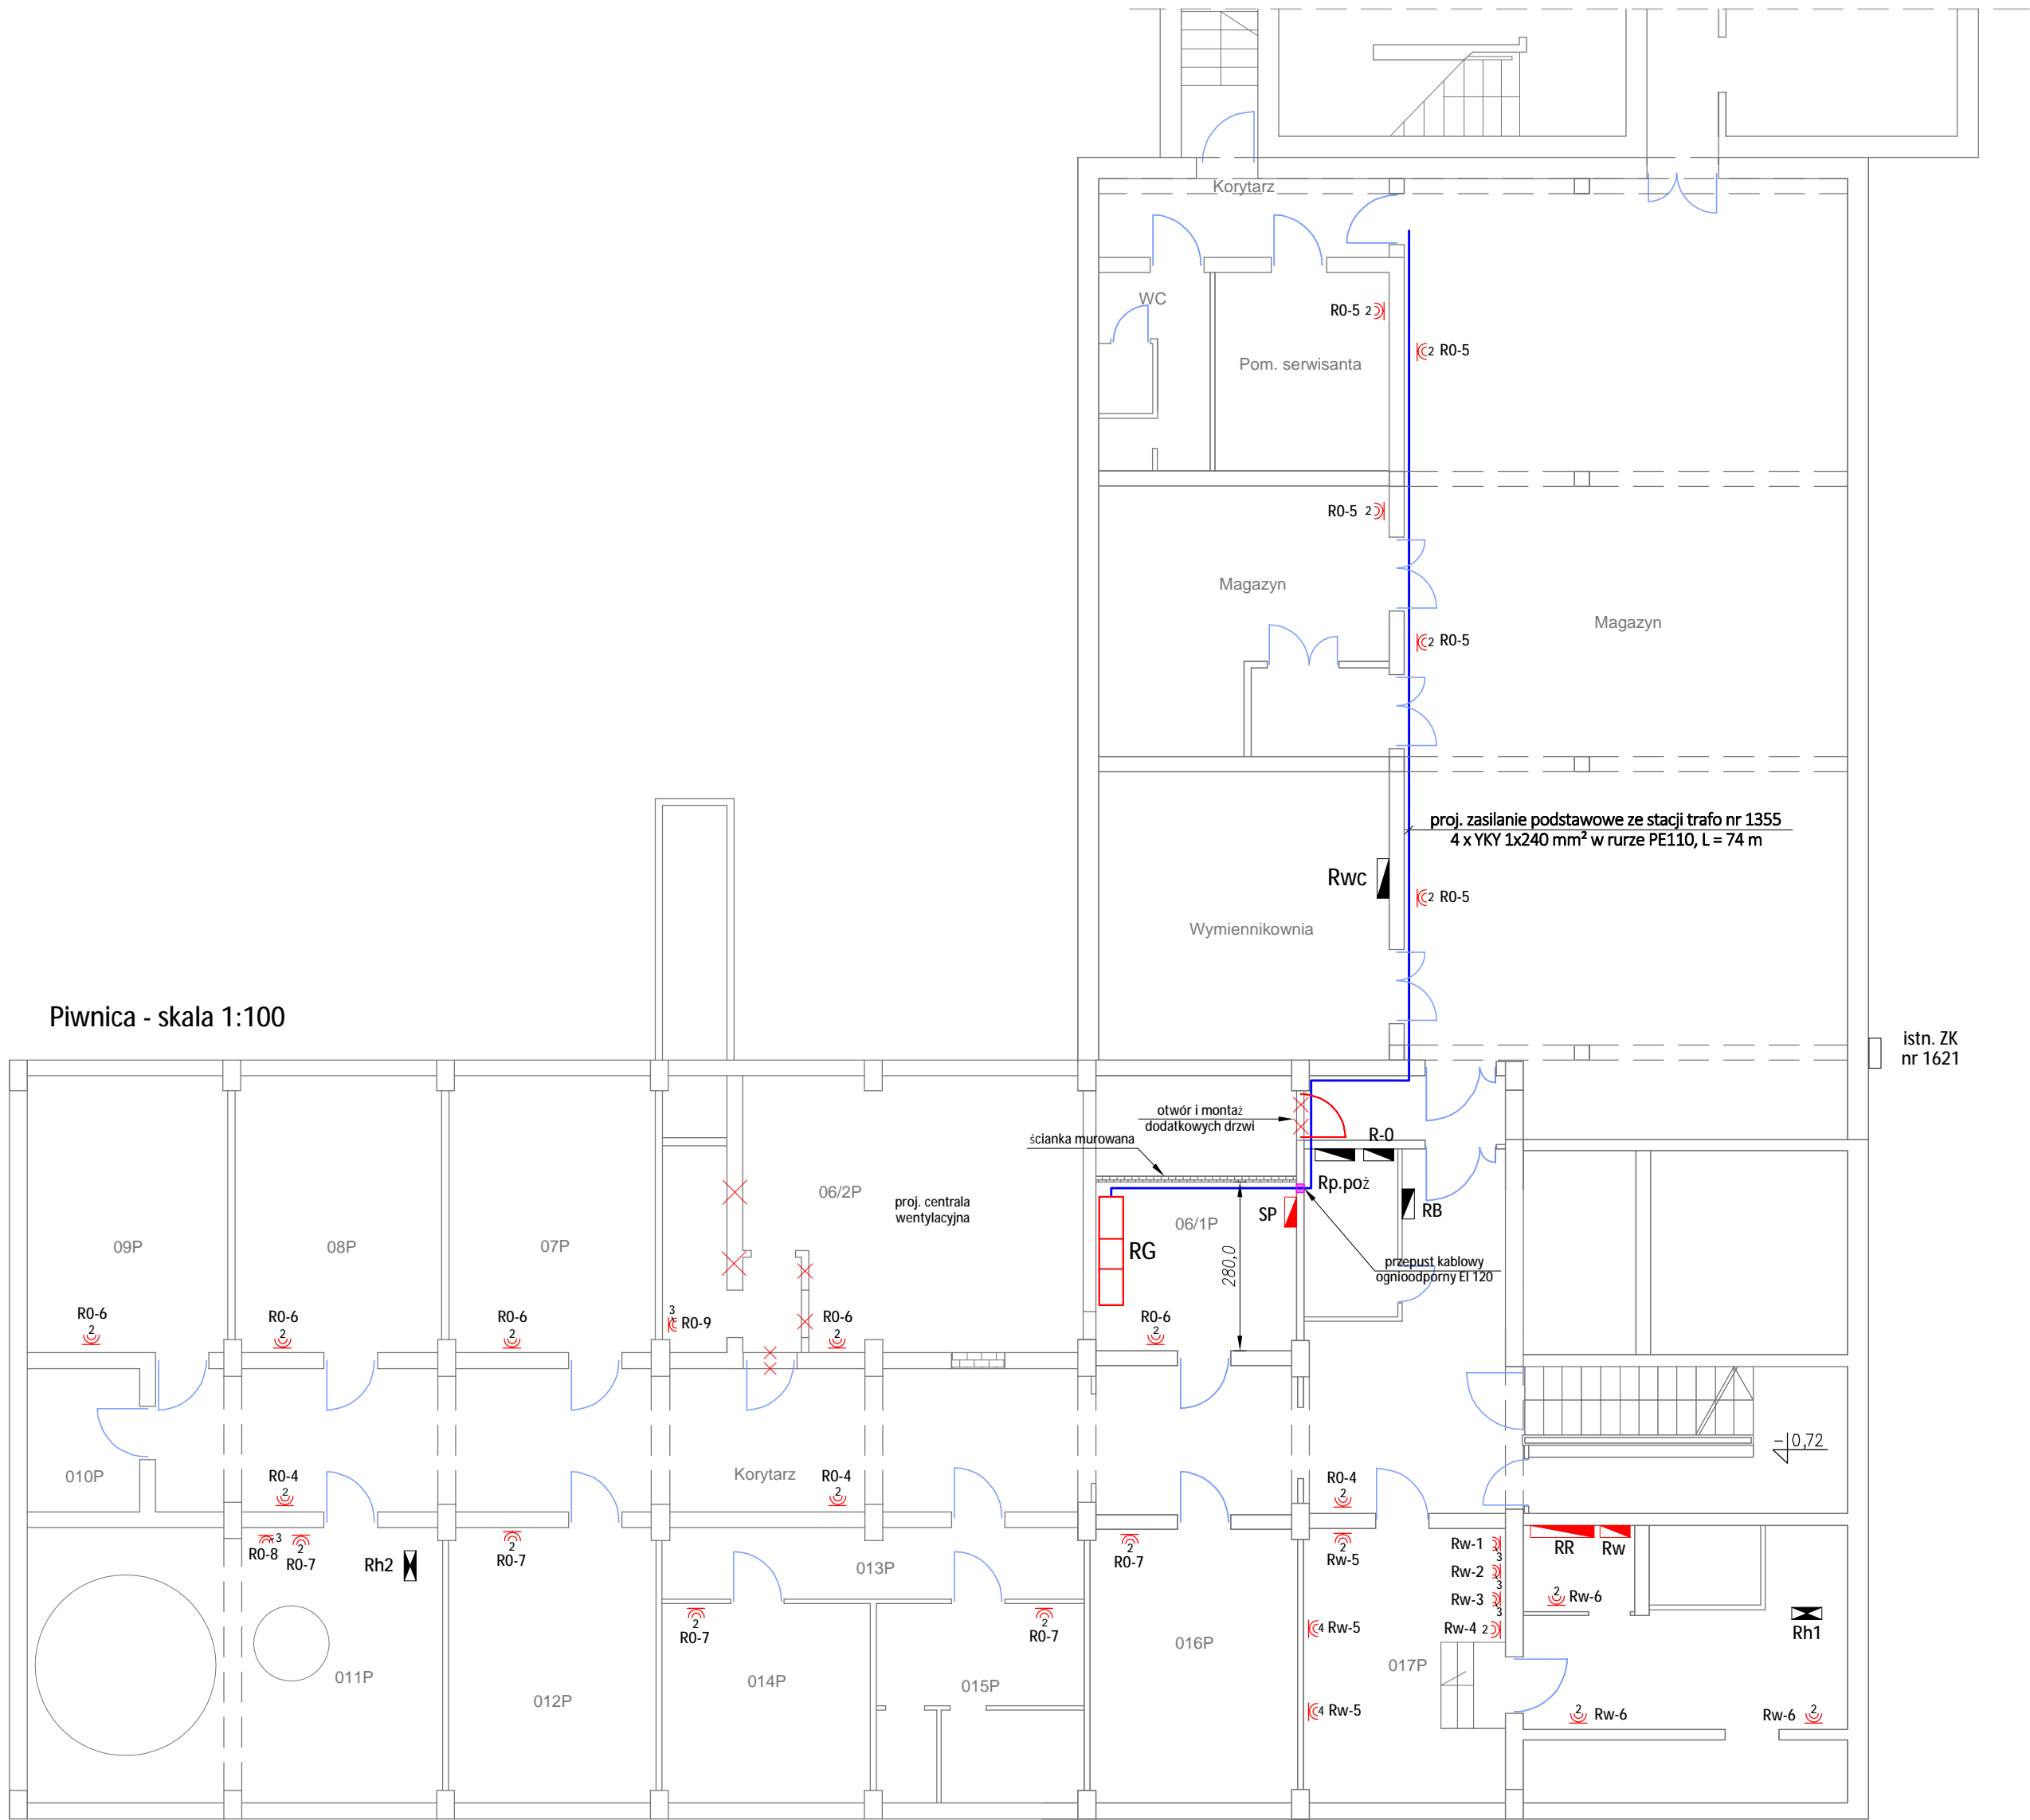 Korytarz
WC
R0-5 2
2 R0-5
Pom. serwisanta
R0-5 2
Magazyn
Magazyn
2 R0-5
proj. zasilanie podstawowe ze stacji trafo nr 1355
4 x YKY 1x240 mm² w rurze PE110, L = 74 m
Rwc
2 R0-5
Wymiennikownia
Piwnica - skala 1:100
istn. ZK
nr 1621
otwór i montaż
dodatkowych drzwi
ścianka murowana
R-0
Rp.poż
06/2P
proj. centrala
wentylacyjna
SP
06/1P
RB
09P
08P
07P
RG
280,0
przepust kablowy
ognioodporny EI 120
R0-6
2
R0-6
2
R0-6
2
3
R0-9
R0-6
2
R0-6
2
-0,72
010P
R0-4
2
Korytarz
R0-4
2
R0-4
2
3
R0-8
2
R0-7
Rh2
2
R0-7
013P
2
R0-7
2
Rw-5
Rw-1
3
Rw-2
3
Rw-3
3
Rw-4 2
RR
Rw
2
Rw-6
Rh1
2
R0-7
2
R0-7
4 Rw-5
016P
017P
011P
014P
015P
012P
4 Rw-5
2
Rw-6
Rw-6
2